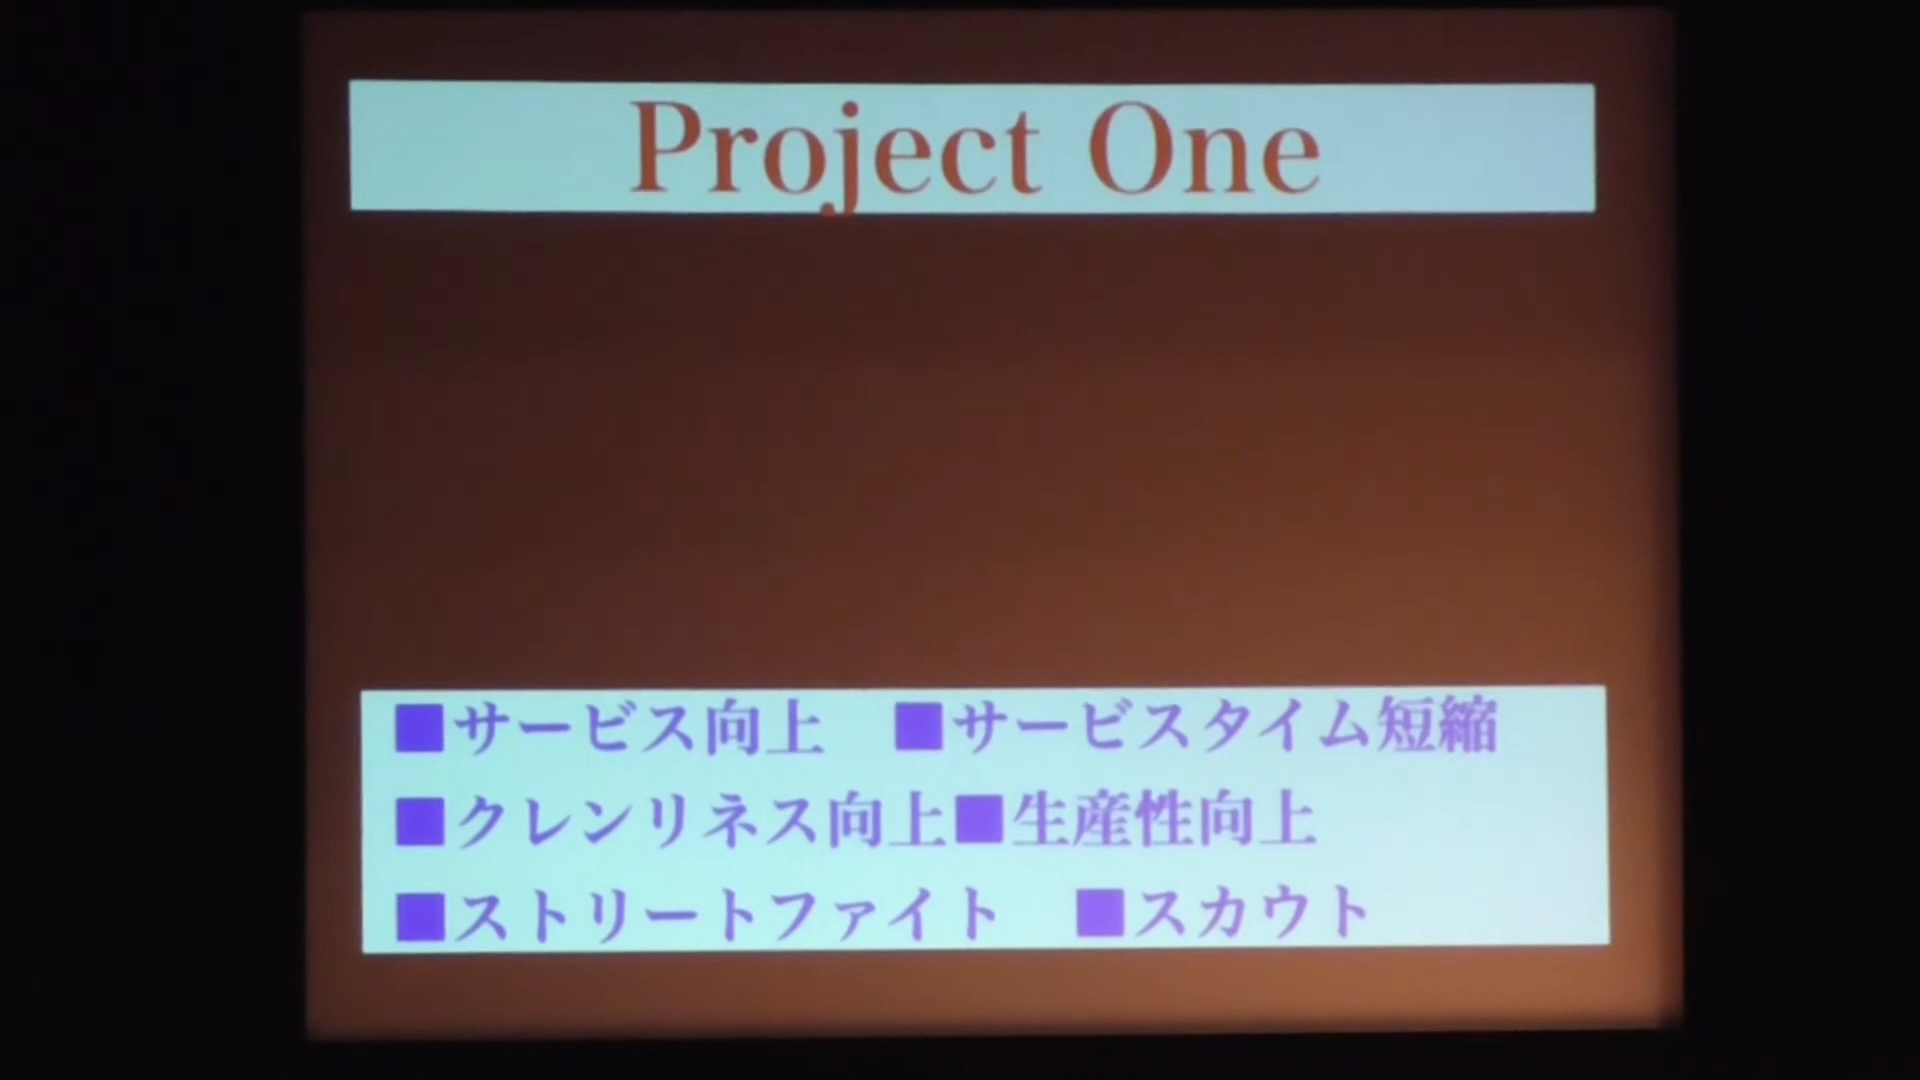 Project One
■サービス向上　■サービスタイム短縮
■クレンリネス向上■生産性向上
■ストリートファイト　■スカウト